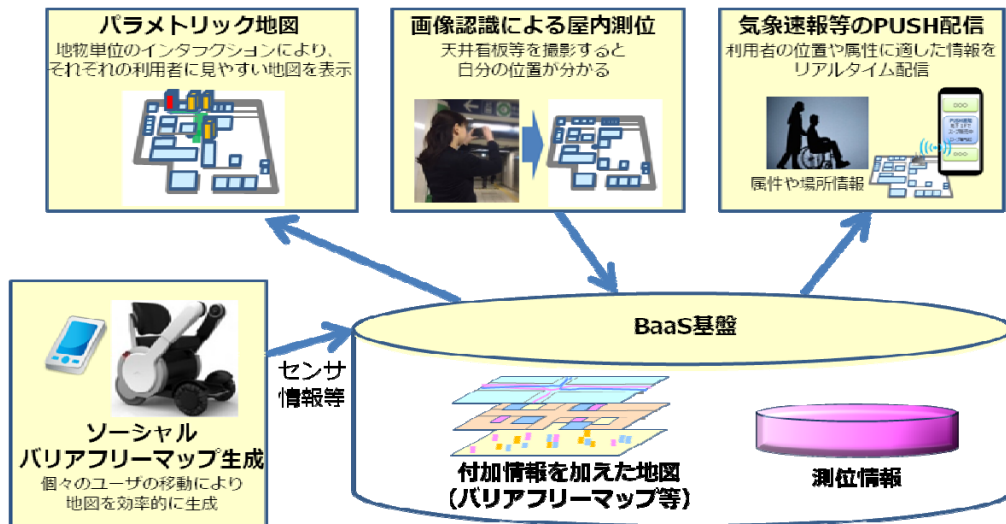 パラメトリック地図
地物単位のインタラクションにより、
それぞれの利用者に見やすい地図を表示
画像認識による屋内測位
天井看板等を撮影すると
自分の位置が分かる
気象速報等のPUSH配信
利用者の位置や属性に適した情報を
リアルタイム配信
属性や場所情報
ソーシャル
バリアフリーマップ生成
個々のユーザの移動により
地図を効率的に生成
センサ
情報等
BaaS基盤
付加情報を加えた地図
(バリアフリーマップ等)
測位情報